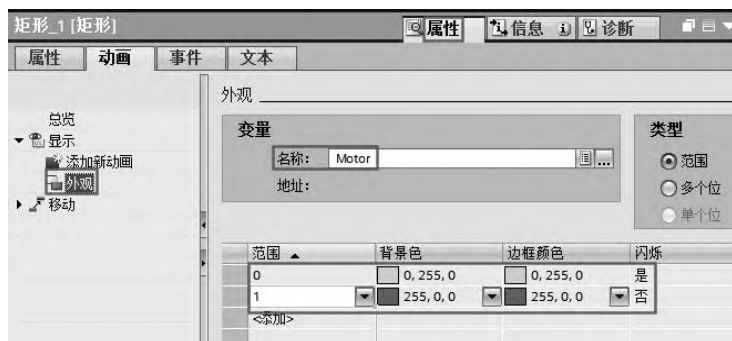 矩形_1 [矩形] 属性 信息 诊断
属性 动画 事件 文本
外观
总览
显示
添加新动画
外观
移动
变量
名称: Motor
...
地址:
类型
范围
多个位
单个位
范围 背景色 边框颜色 闪烁
0 0, 255, 0 0, 255, 0 是
1 255, 0, 0 255, 0, 0 否
<添加>